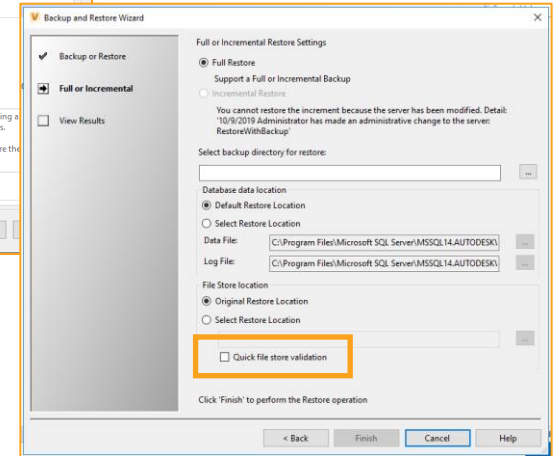 Backup and Restore Wizard
Backup or Restore
Full or Incremental
View Results
Full or Incremental Restore Settings
Full Restore
Support a Full or Incremental Backup
Incremental Restore
You cannot restore the increment because the server has been modified. Detail:
'10/9/2019 Administrator has made an administrative change to the server:
RestoreWithBackup'
Select backup directory for restore:
...
Database data location
Default Restore Location
Select Restore Location
Data File: C:\Program Files\Microsoft SQL Server\MSSQL14.AUTODESK\ ...
Log File: C:\Program Files\Microsoft SQL Server\MSSQL14.AUTODESK\ ...
File Store location
Original Restore Location
Select Restore Location
...
Quick file store validation
Click 'Finish' to perform the Restore operation
< Back Finish Cancel Help